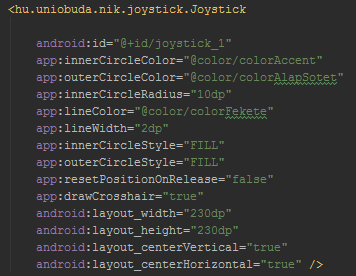 <hu.uniobuda.nik.joystick.Joystick
android:id="@+id/joystick_1"
app:innerCircleColor="@color/colorAccent"
app:outerCircleColor="@color/colorAlapSotet"
app:innerCircleRadius="10dp"
app:lineColor="@color/colorFekete"
app:lineWidth="2dp"
app:innerCircleStyle="FILL"
app:outerCircleStyle="FILL"
app:resetPositionOnRelease="false"
app:drawCrosshair="true"
android:layout_width="230dp"
android:layout_height="230dp"
android:layout_centerVertical="true"
android:layout_centerHorizontal="true" />